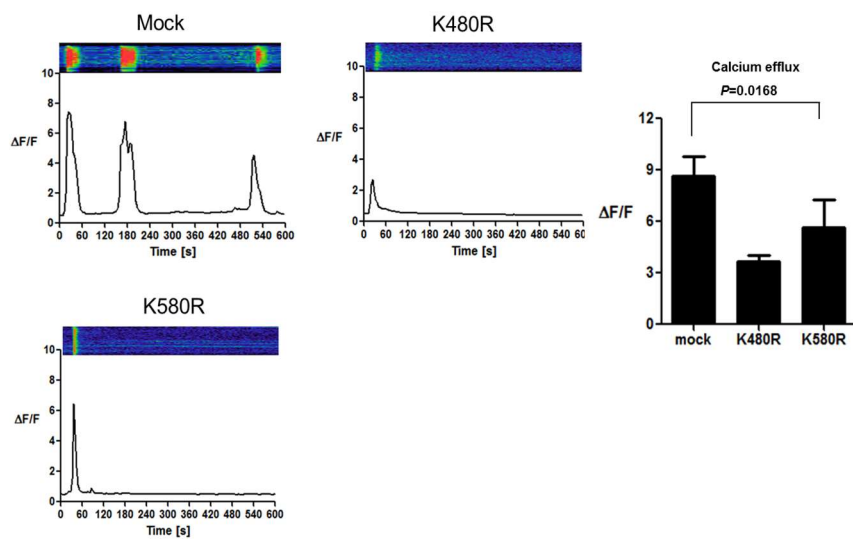 Mock
10
8
ΔF/F
6
4
2
0
0 60 120 180 240 300 360 420 480 540 600
Time [s]
K480R
10
8
ΔF/F
6
4
2
0
0 60 120 180 240 300 360 420 480 540 60
Time [s]
Calcium efflux
P=0.0168
12
9
ΔF/F
6
3
0
mock K480R K580R
K580R
10
8
ΔF/F
6
4
2
0
0 60 120 180 240 300 360 420 480 540 600
Time [s]